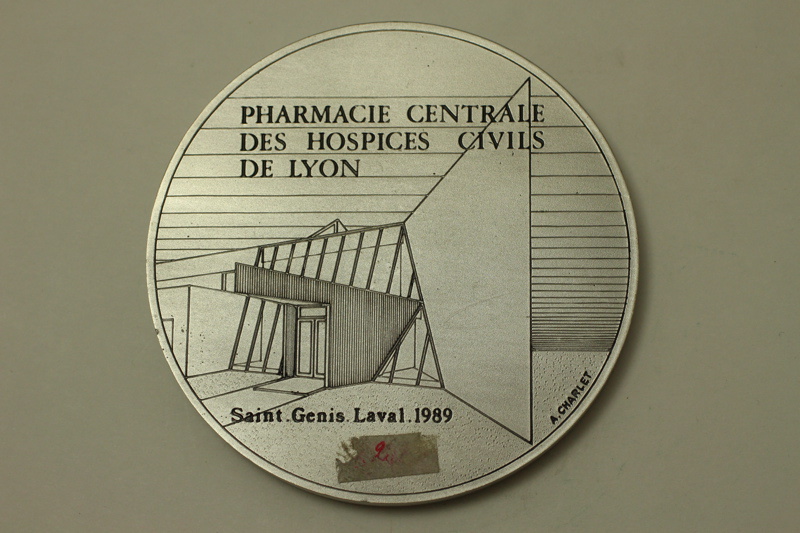 PHARMACIE CENTRALE
DES HOSPICES CIVILS
DE LYON
Saint.Genis.Laval.1989
A.CHARLET